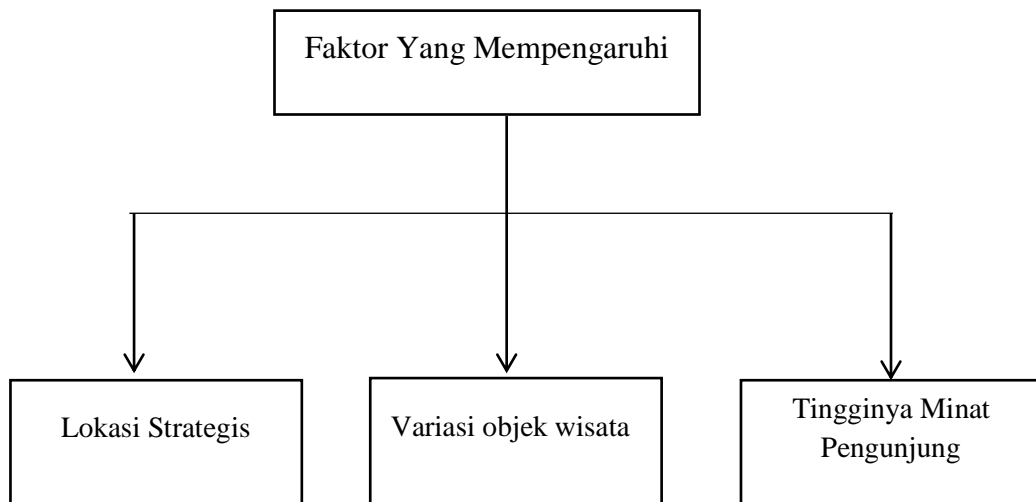 Faktor Yang Mempengaruhi
Lokasi Strategis
Variasi objek wisata
Tingginya Minat
Pengunjung